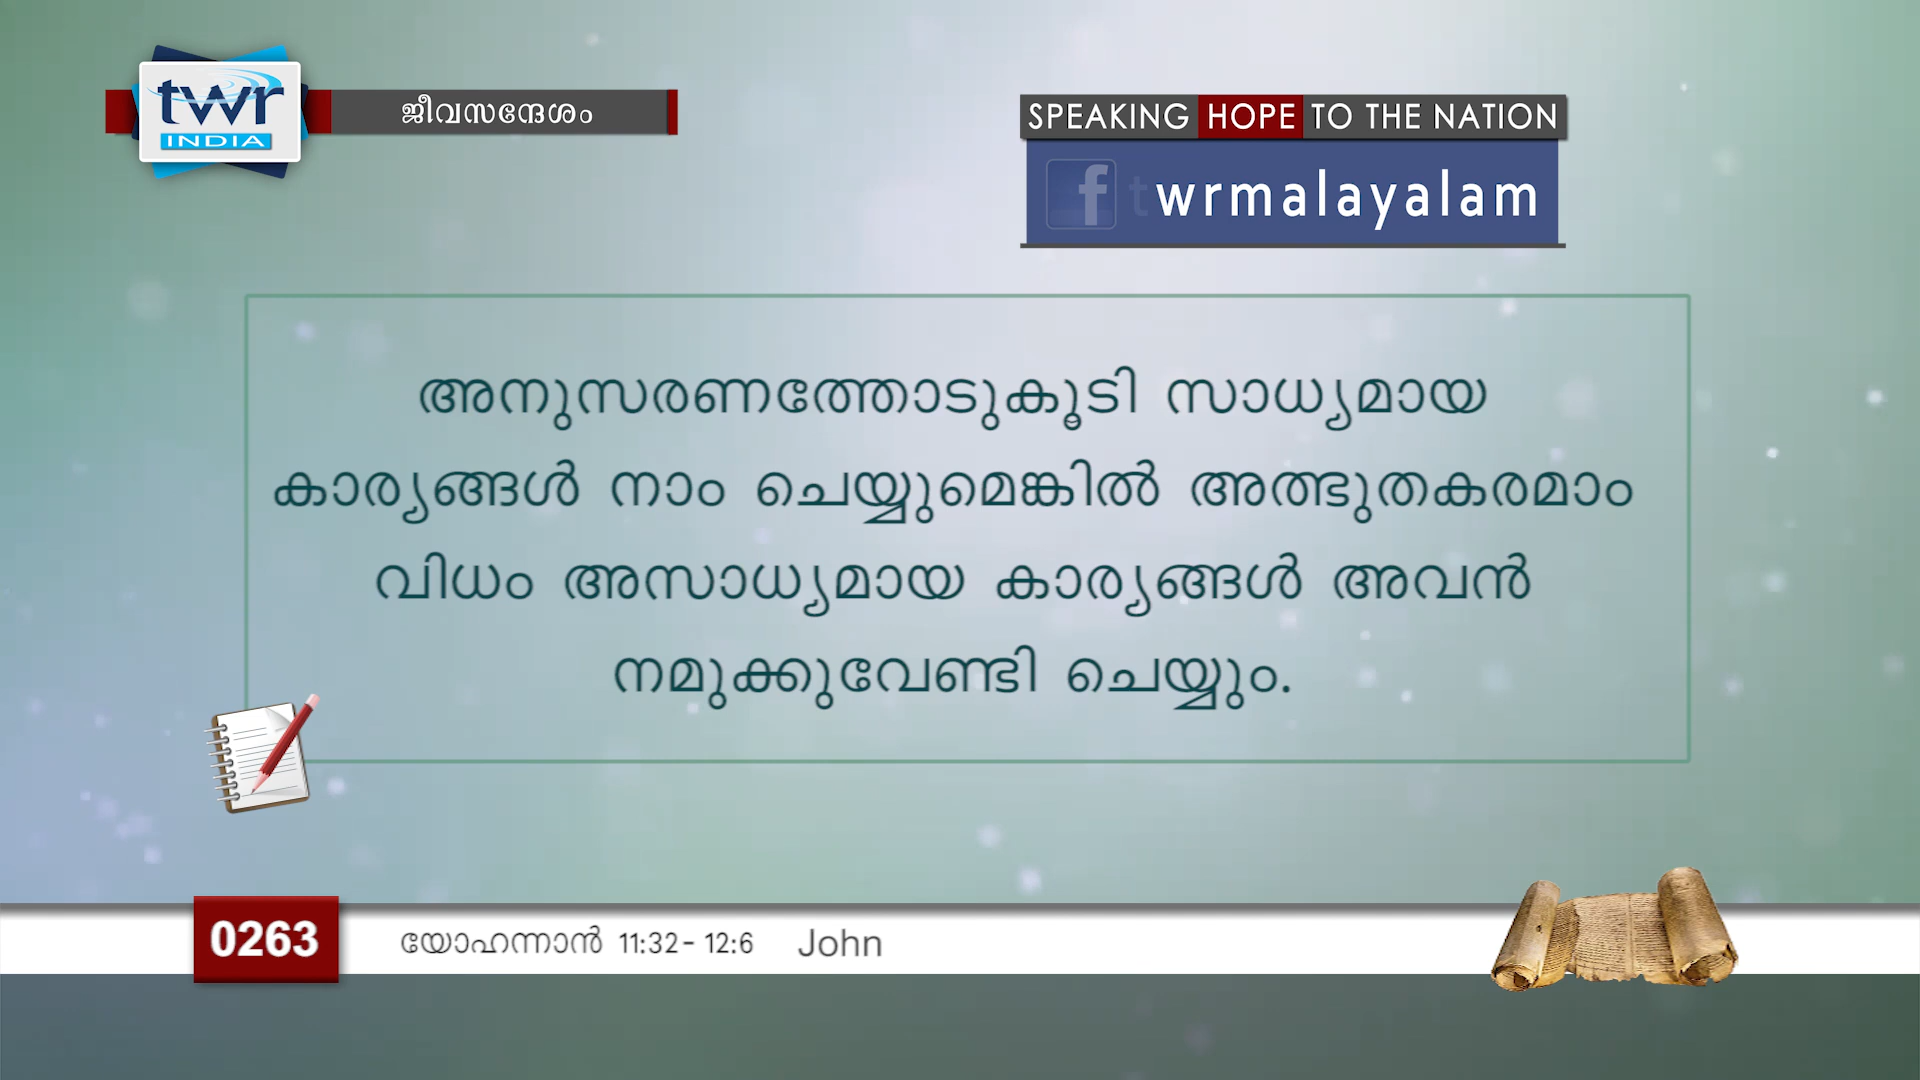 twr
INDIA
ജീവസന്ദേശം
SPEAKING HOPE TO THE NATION
f twrmalayalam
അനുസരണത്തോടുകൂടി സാധ്യമായ
കാര്യങ്ങൾ നാം ചെയ്യുമെങ്കിൽ അത്ഭുതകരമാം
വിധം അസാധ്യമായ കാര്യങ്ങൾ അവൻ
നമുക്കുവേണ്ടി ചെയ്യും.
0263 യോഹന്നാൻ 11:32- 12:6 John